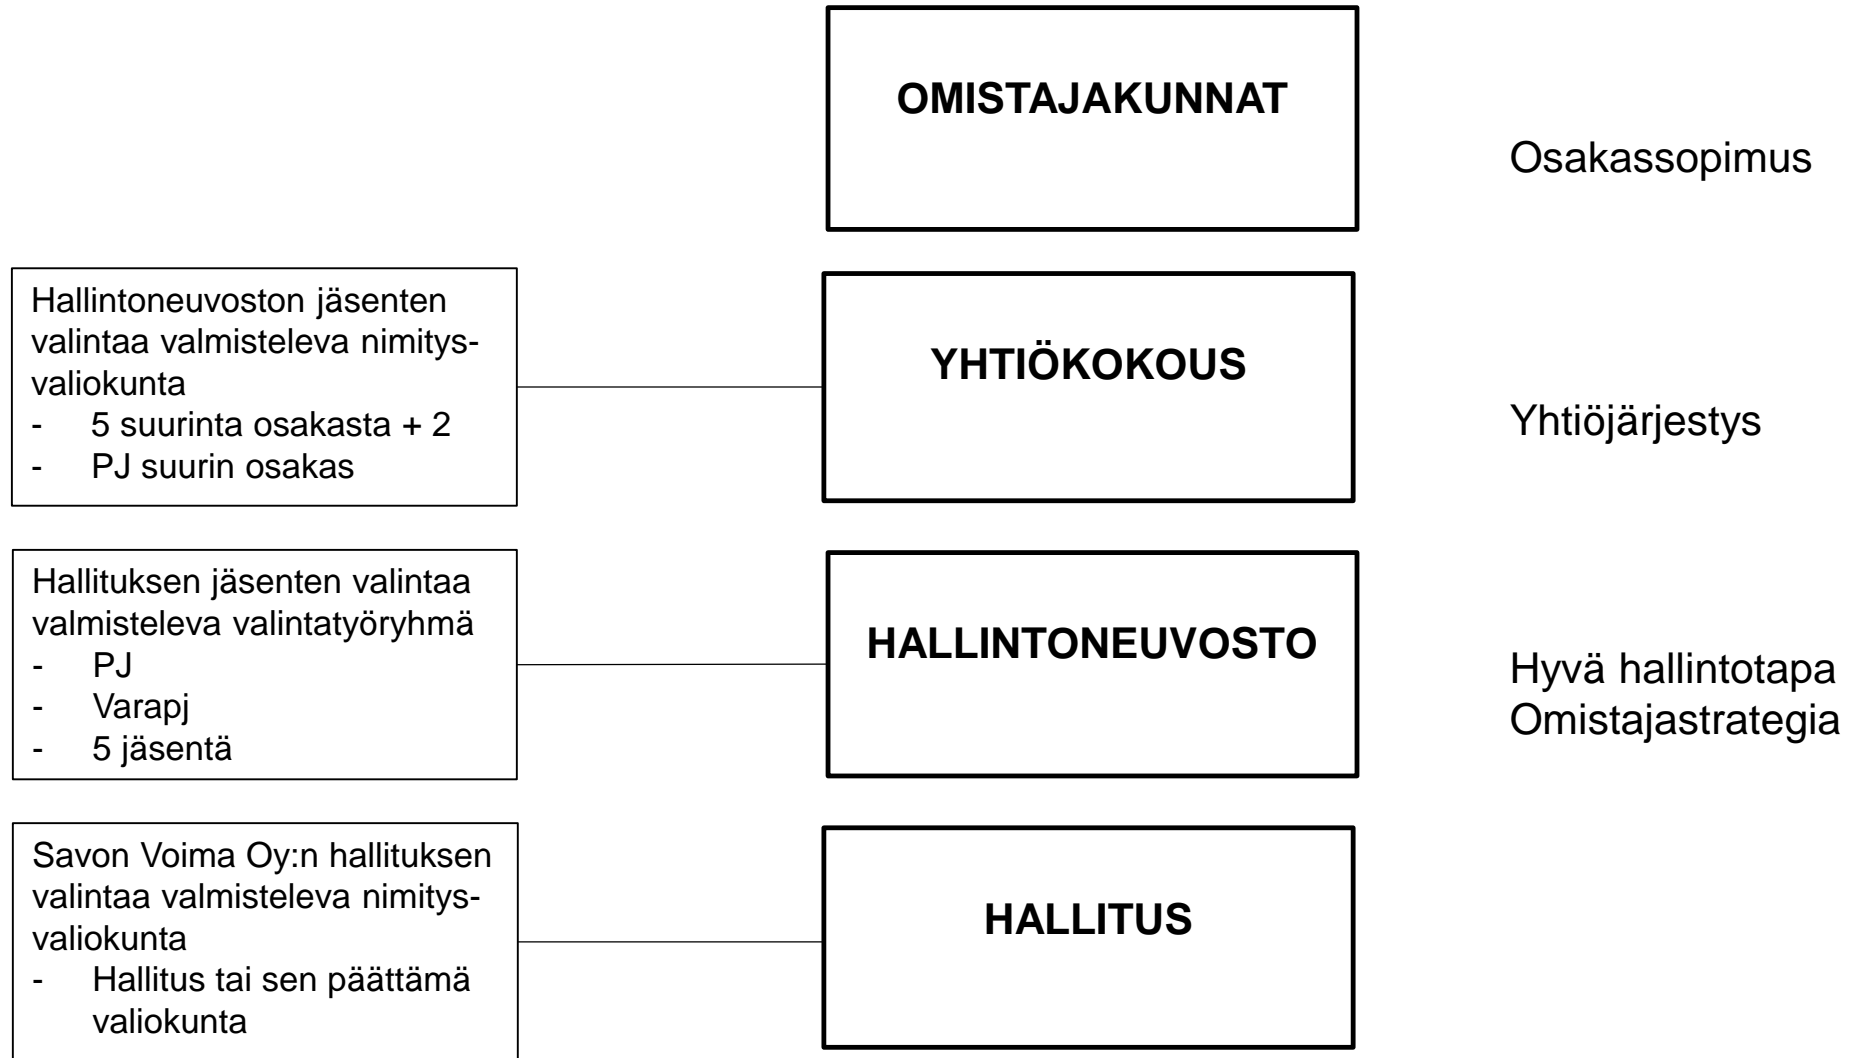 OMISTAJAKUNNAT
Osakassopimus
Hallintoneuvoston jäsenten
valintaa valmisteleva nimitys-
valiokunta
- 5 suurinta osakasta + 2
- PJ suurin osakas
YHTIÖKOKOUS
Yhtiöjärjestys
Hallituksen jäsenten valintaa
valmisteleva valintatyöryhmä
- PJ
- Varapj
- 5 jäsentä
HALLINTONEUVOSTO
Hyvä hallintotapa
Omistajastrategia
Savon Voima Oy:n hallituksen
valintaa valmisteleva nimitys-
valiokunta
- Hallitus tai sen päättämä
valiokunta
HALLITUS